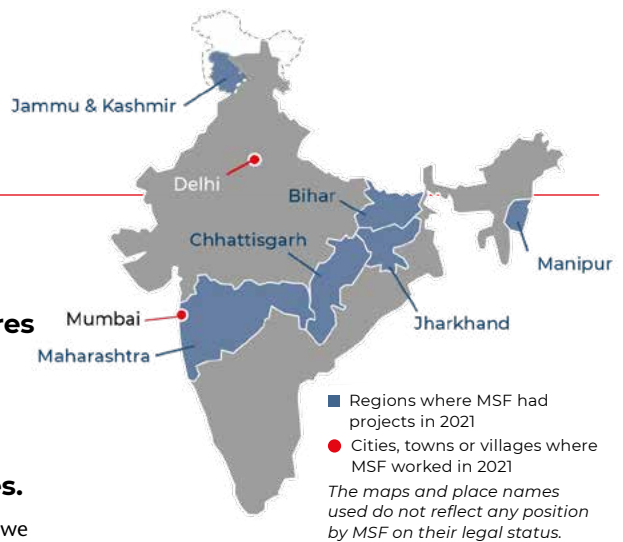 Jammu & Kashmir
Delhi
Bihar
Chhattisgarh
Manipur
res
Mumbai
Jharkhand
Maharashtra
Regions where MSF had
projects in 2021
Cities, towns or villages where
MSF worked in 2021
es.
The maps and place names
used do not reflect any position
we
by MSF on their legal status.